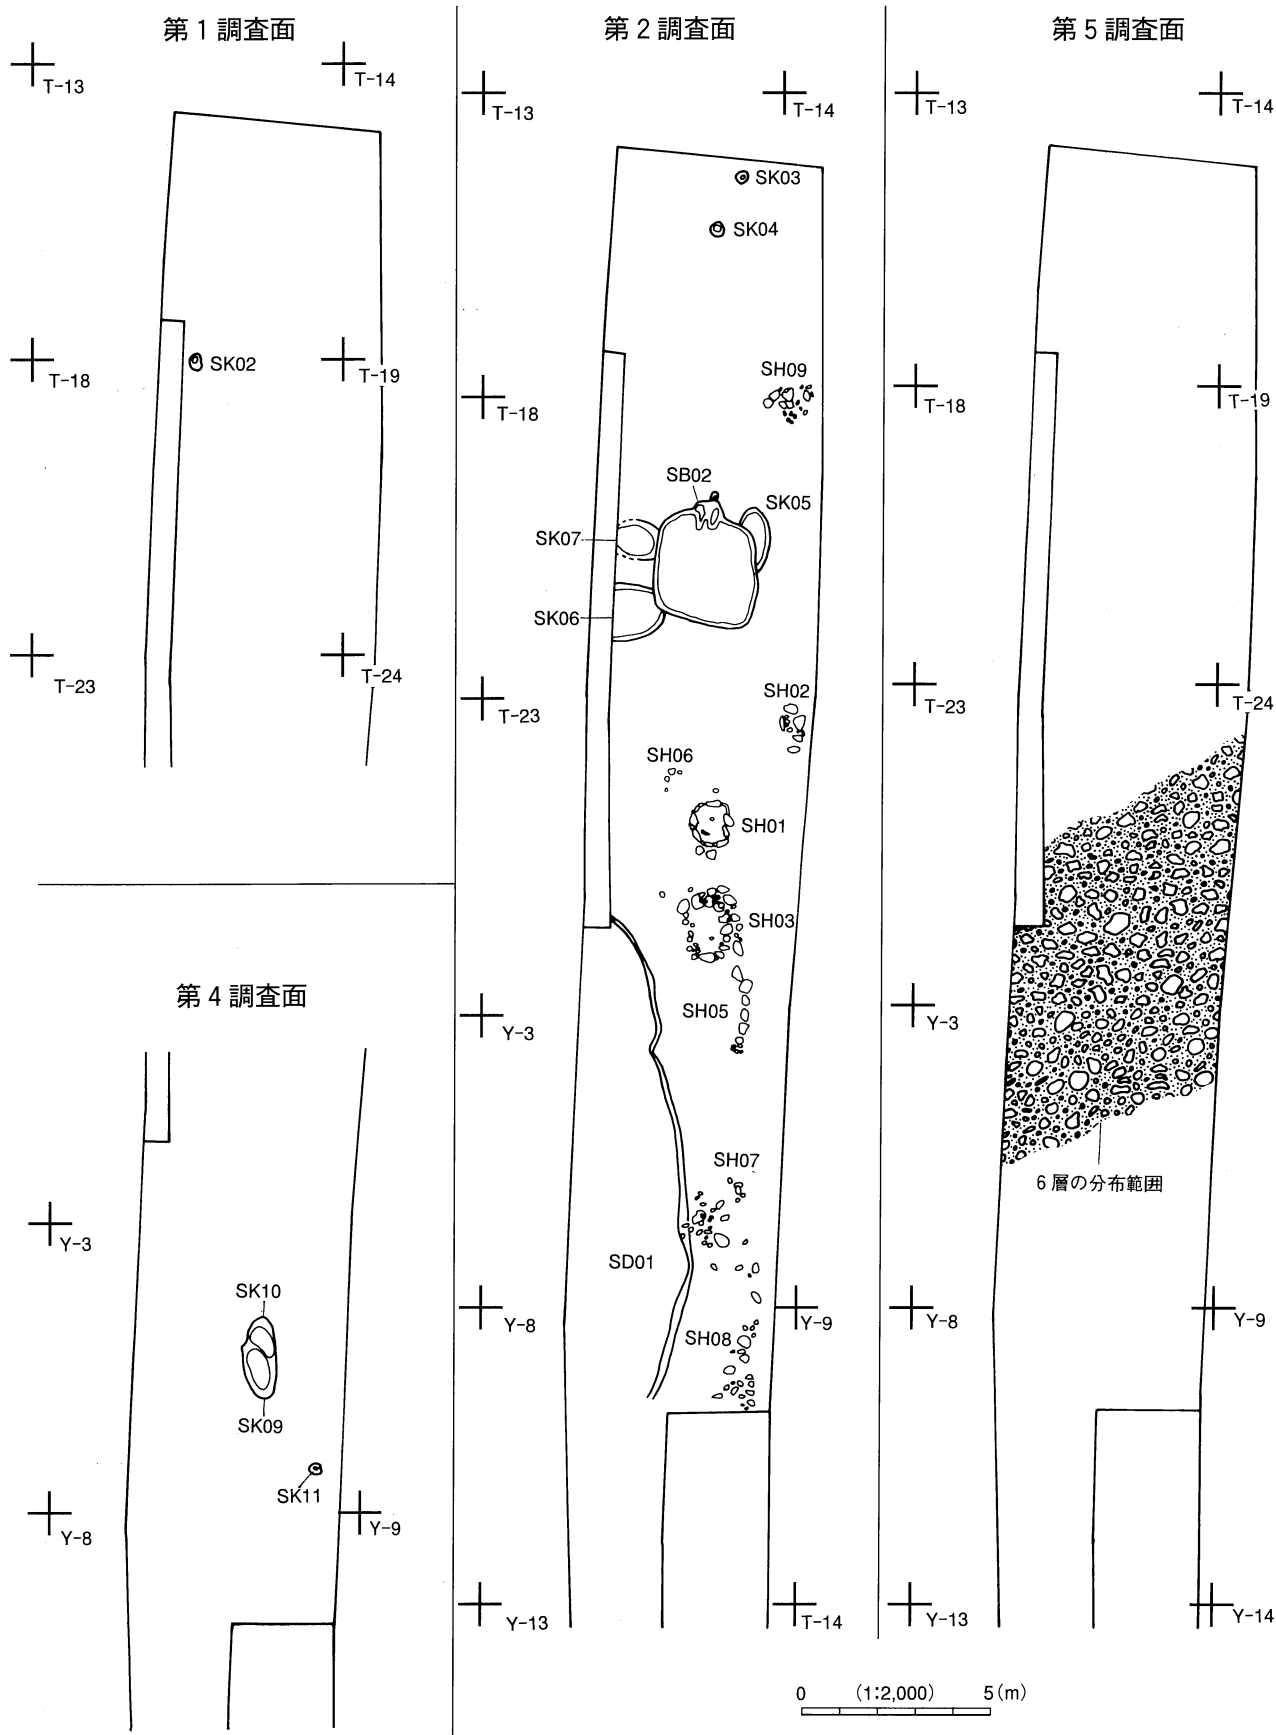 第1調査面
T-13
T-14
T-18
SK02
T-19
T-23
T-24
第4調査面
Y-3
SK10
SK09
SK11
Y-8
Y-9
第2調査面
T-13
T-14
SK03
SK04
SH09
T-18
SB02
SK05
SK07
SK06
SH02
T-23
SH06
SH01
SH03
SH05
Y-3
SH07
SD01
Y-8
Y-9
SH08
Y-13
T-14
第5調査面
T-13
T-14
T-18
T-19
T-23
T-24
Y-3
6層の分布範囲
Y-8
Y-9
Y-13
Y-14
0 (1:2,000) 5(m)